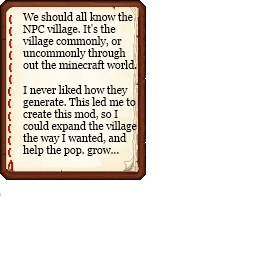 We should all know the
NPC village. It's the
village commonly, or
uncommonly through
out the minecraft world.
I never liked how they
generate. This led me to
create this mod, so I
could expand the village
the way I wanted, and
help the pop. grow...